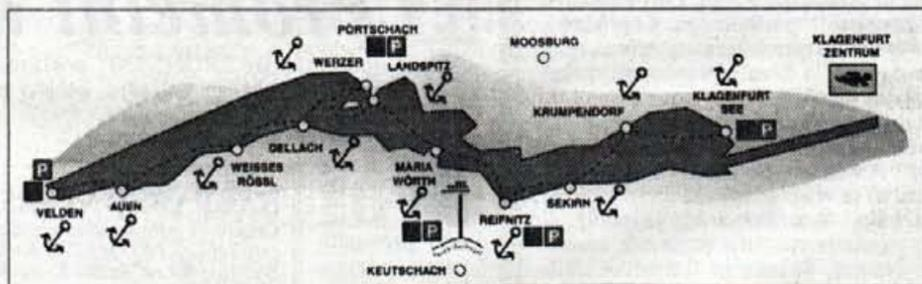 PÖRTSCHACH
WERZER
LANDSPITZ
MOOSBURG
KLAGENFURT
ZENTRUM
KRUMPENDORF
KLAGENFURT
SEE
DELLACH
WEISSES
RÖSSL
MARIA
WÖRTH
VELDEN
AUEN
REIFNITZ
SEKIRN
KEUTSCHACH
P
P
P
P
P